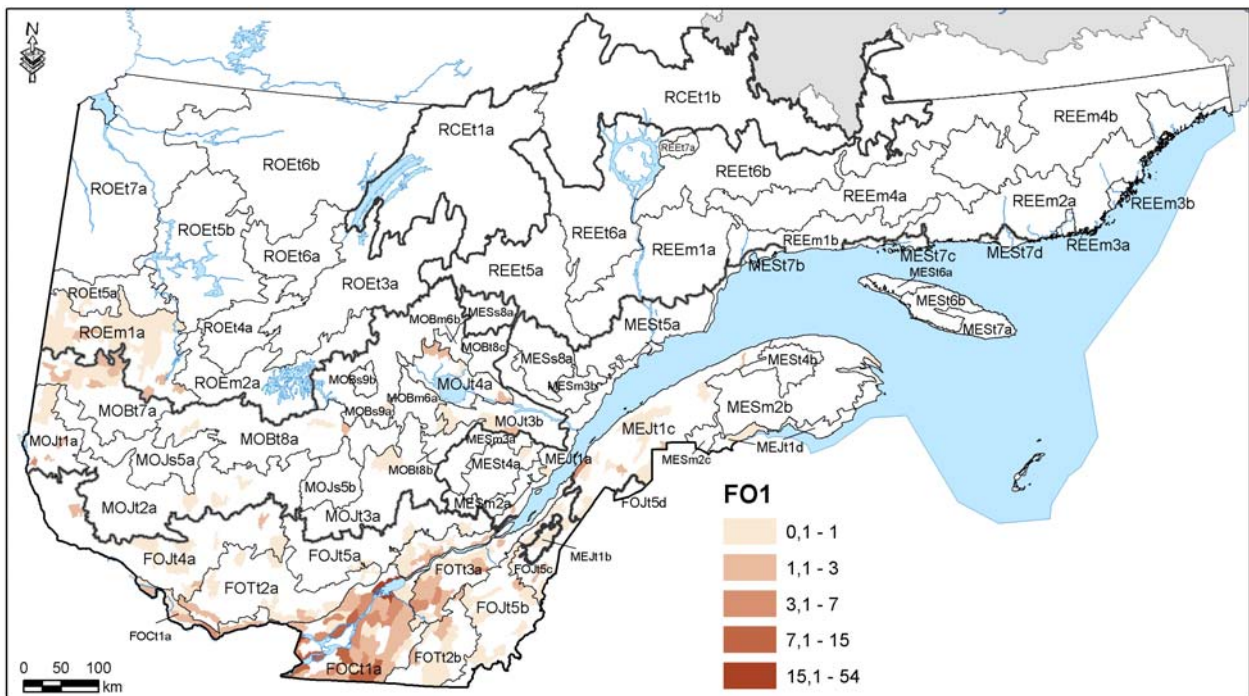 N
RCEt1b
RCEt1a
REEm4b
REEt7a
ROEt6b
REEt6b
ROEt7a
REEm4a
REEm2a
REEm3b
ROEt5b
REEt6a
REEm1a
REEm1b
REEm3a
ROEt6a
MESt7b
MESt7c
MESt7d
REEt5a
MESt6a
ROEt3a
ROEt5a
MESt6b
MOBm6b
MESs8a
MESt5a
MESt7a
ROEm1a
ROEt4a
MOBt8c
MESs8a
MESt4b
ROEm2a
MOBs9b
MOJt4a
MESm3b
MOBm6a
MESm2b
MOBt7a
MOBs9a
MOJt3b
MEJt1c
MOJt1a
MOBt8a
MESm3a
MEJt1d
MOJs5a
MOBt8b
MESt4a
MEJt1a
MESm2c
MOJs5b
FO1
MOJt2a
MESm2a
FOJt5d
MOJt3a
0,1 - 1
FOJt4a
FOJt5a
MEJt1b
1,1 - 3
FOTt2a
FOTt3a
FOJt5c
3,1 - 7
FOJt5b
FOCt1a
7,1 - 15
FOCt1a
FOTt2b
15,1 - 54
0 50 100
km